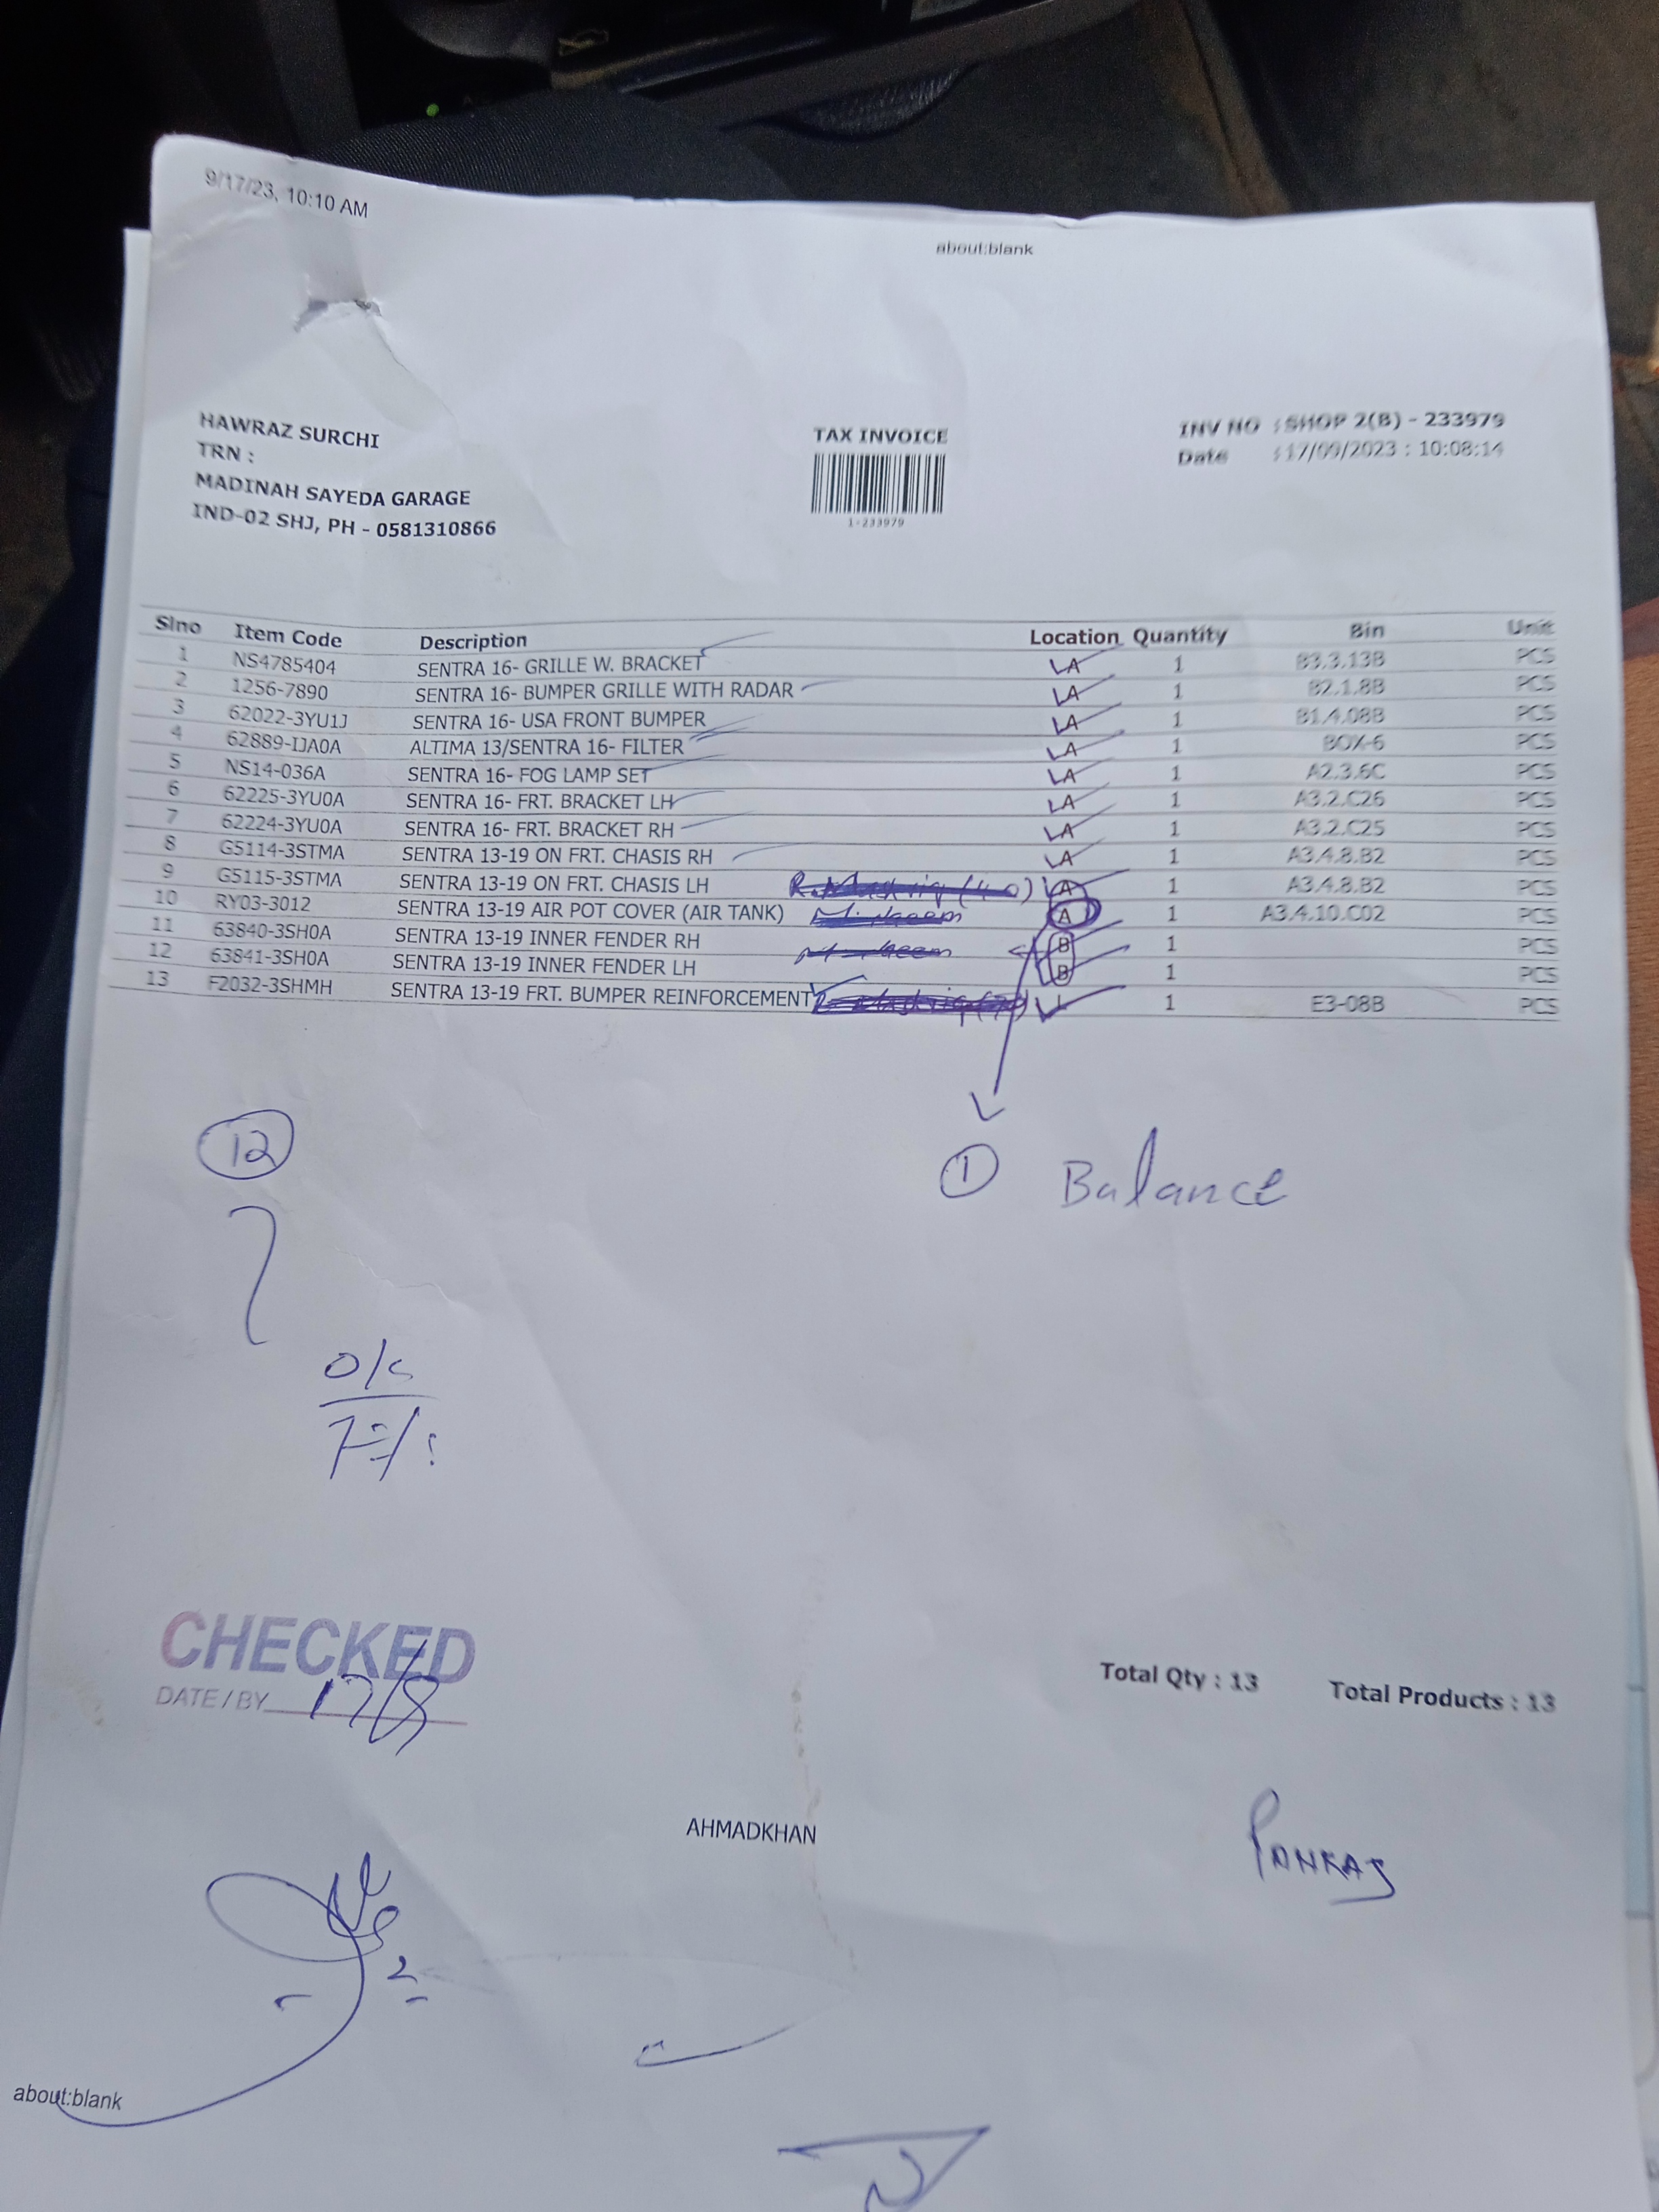 9/17/23, 10:10 AM
about:blank
HAWRAZ SURCHI
TRN :
MADINAH SAYEDA GARAGE
IND-02 SHJ, PH - 0581310866
TAX INVOICE
1-233979
INV NO : SHOP 2(B) - 233979
Date : 17/09/2023 : 10:08:14
Slno Item Code Description Location Quantity Bin Unit
1 NS4785404 SENTRA 16- GRILLE W. BRACKET LA 1 B3.3.13B PCS
2 1256-7890 SENTRA 16- BUMPER GRILLE WITH RADAR LA 1 B2.1.8B PCS
3 62022-3YU1J SENTRA 16- USA FRONT BUMPER LA 1 B1.4.08B PCS
4 62889-IJA0A ALTIMA 13/SENTRA 16- FILTER LA 1 BOX-6 PCS
5 NS14-036A SENTRA 16- FOG LAMP SET LA 1 A2.3.6C PCS
6 62225-3YU0A SENTRA 16- FRT. BRACKET LH LA 1 A3.2.C26 PCS
7 62224-3YU0A SENTRA 16- FRT. BRACKET RH LA 1 A3.2.C25 PCS
8 G5114-3STMA SENTRA 13-19 ON FRT. CHASIS RH LA 1 A3.4.8.B2 PCS
9 G5115-3STMA SENTRA 13-19 ON FRT. CHASIS LH A 1 A3.4.8.B2 PCS
10 RY03-3012 SENTRA 13-19 AIR POT COVER (AIR TANK) A 1 A3.4.10.C02 PCS
11 63840-3SH0A SENTRA 13-19 INNER FENDER RH B 1 PCS
12 63841-3SH0A SENTRA 13-19 INNER FENDER LH B 1 PCS
13 F2032-3SHMH SENTRA 13-19 FRT. BUMPER REINFORCEMENT 1 E3-08B PCS
12
1 Balance
O/S
CHECKED
DATE / BY 17/8
Total Qty : 13 Total Products : 13
AHMADKHAN
PANKAJ
about:blank